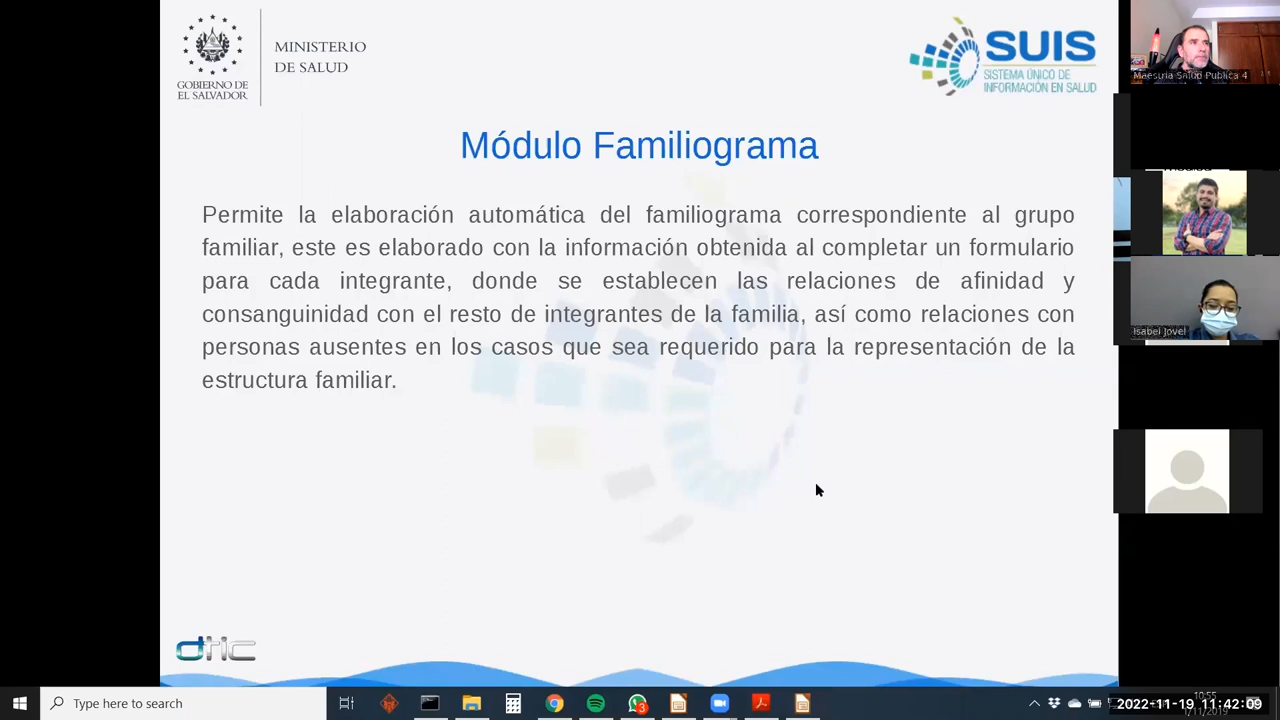 MINISTERIO
DE SALUD
GOBIERNO DE
EL SALVADOR
SUIS
SISTEMA ÚNICO DE
INFORMACIÓN EN SALUD
Módulo Familiograma
Permite la elaboración automática del familiograma correspondiente al grupo
familiar, este es elaborado con la información obtenida al completar un formulario
para cada integrante, donde se establecen las relaciones de afinidad y
consanguinidad con el resto de integrantes de la familia, así como relaciones con
personas ausentes en los casos que sea requerido para la representación de la
estructura familiar.
dtic
Maestria Salud Publica 4
Isabel Jovel
Type here to search
3
10:55
2022-11-19 11:42:09